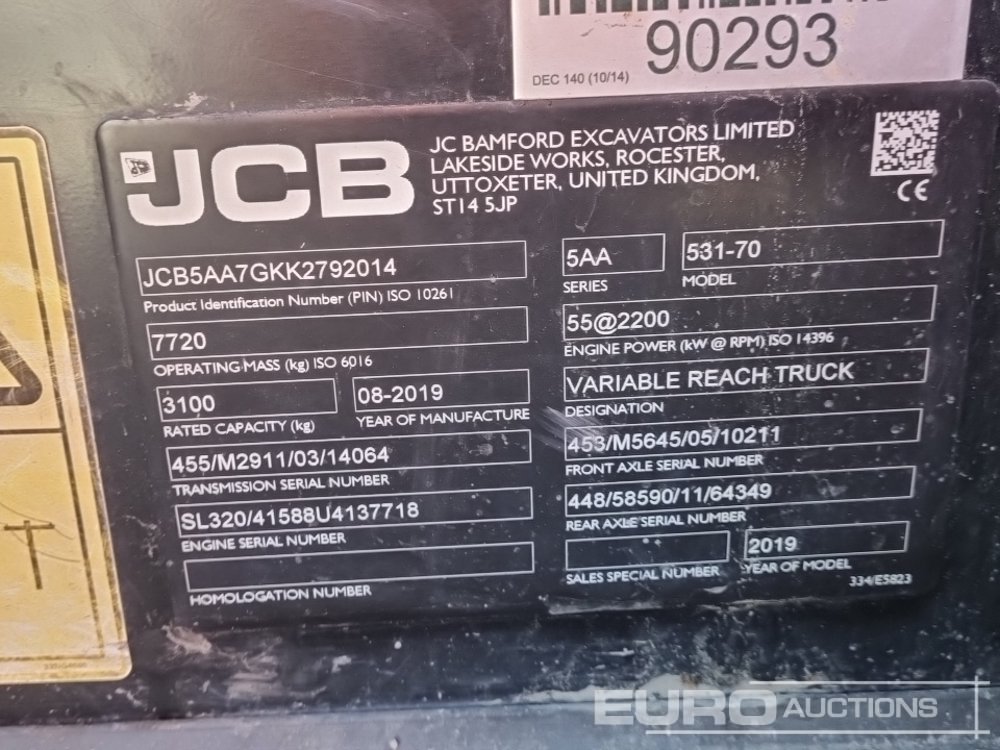 90293
DEC 140 (10/14)
JCB
JC BAMFORD EXCAVATORS LIMITED
LAKESIDE WORKS, ROCESTER,
UTTOXETER, UNITED KINGDOM,
ST14 5JP
CE
JCB5AA7GKK2792014
Product Identification Number (PIN) ISO 10261
5AA
SERIES
531-70
MODEL
7720
OPERATING MASS (kg) ISO 6016
55@2200
ENGINE POWER (kW @ RPM) ISO 14396
3100
RATED CAPACITY (kg)
08-2019
YEAR OF MANUFACTURE
VARIABLE REACH TRUCK
DESIGNATION
455/M2911/03/14064
TRANSMISSION SERIAL NUMBER
453/M5645/05/10211
FRONT AXLE SERIAL NUMBER
SL320/41588U4137718
ENGINE SERIAL NUMBER
448/58590/11/64349
REAR AXLE SERIAL NUMBER
HOMOLOGATION NUMBER
SALES SPECIAL NUMBER
2019
YEAR OF MODEL
334/E5823
EURO AUCTIONS